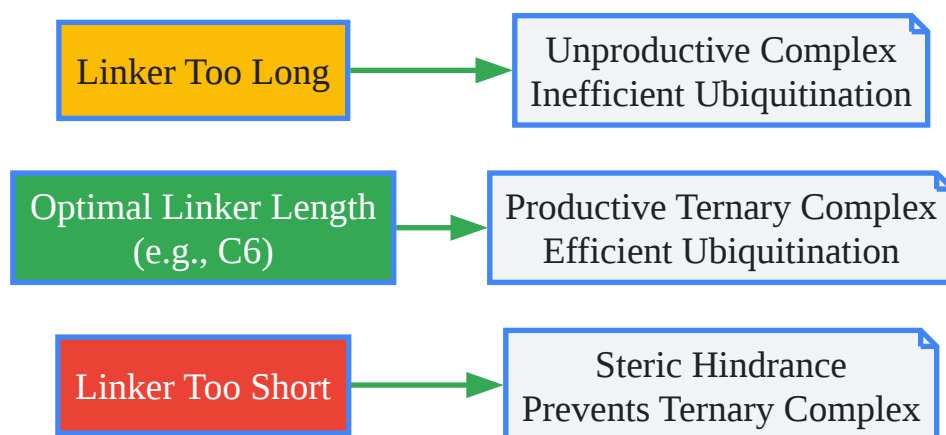 Linker Too Long
Unproductive Complex
Inefficient Ubiquitination
Optimal Linker Length
(e.g., C6)
Productive Ternary Complex
Efficient Ubiquitination
Linker Too Short
Steric Hindrance
Prevents Ternary Complex